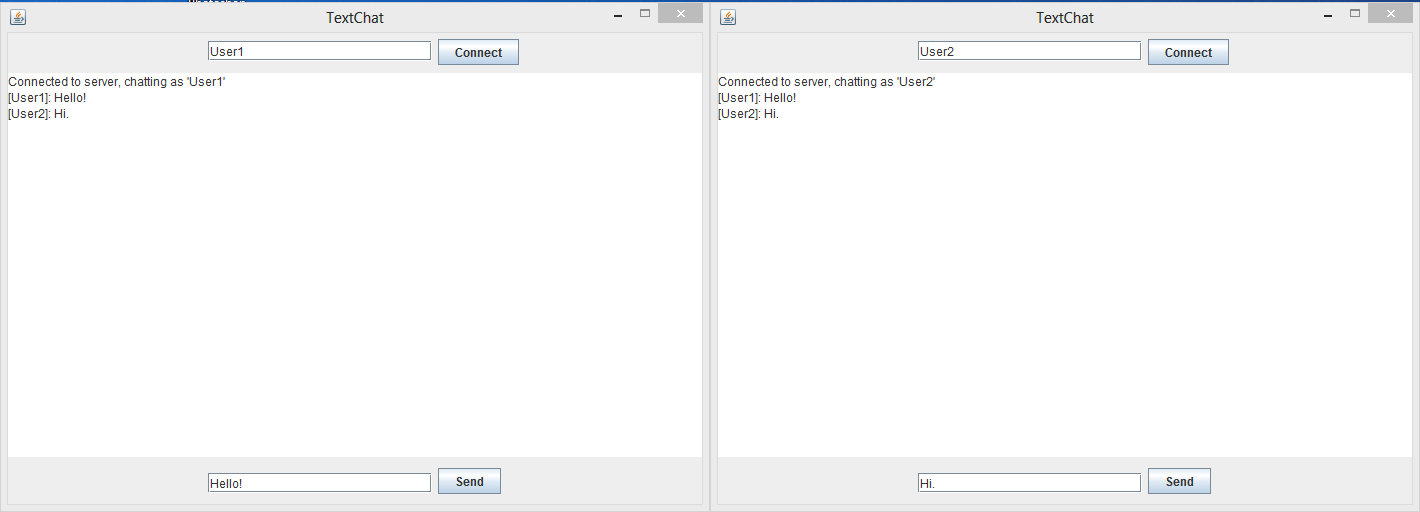 TextChat
User1
Connect
Connected to server, chatting as 'User1'
[User1]: Hello!
[User2]: Hi.
Hello!
Send
TextChat
User2
Connect
Connected to server, chatting as 'User2'
[User1]: Hello!
[User2]: Hi.
Hi.
Send